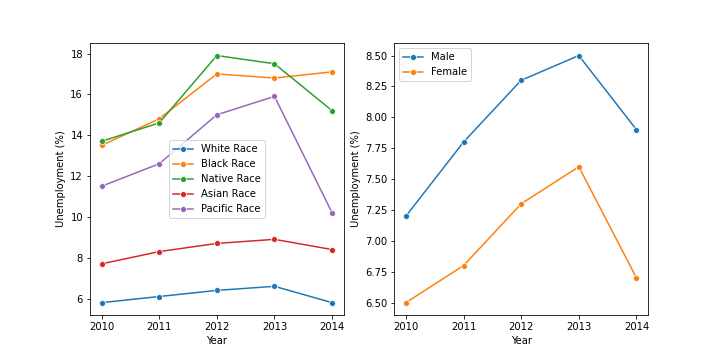 18
16
14
12
10
8
6
Unemployment (%)
White Race
Black Race
Native Race
Asian Race
Pacific Race
2010 2011 2012 2013 2014
Year
8.50
8.25
8.00
7.75
7.50
7.25
7.00
6.75
6.50
Unemployment (%)
Male
Female
2010 2011 2012 2013 2014
Year